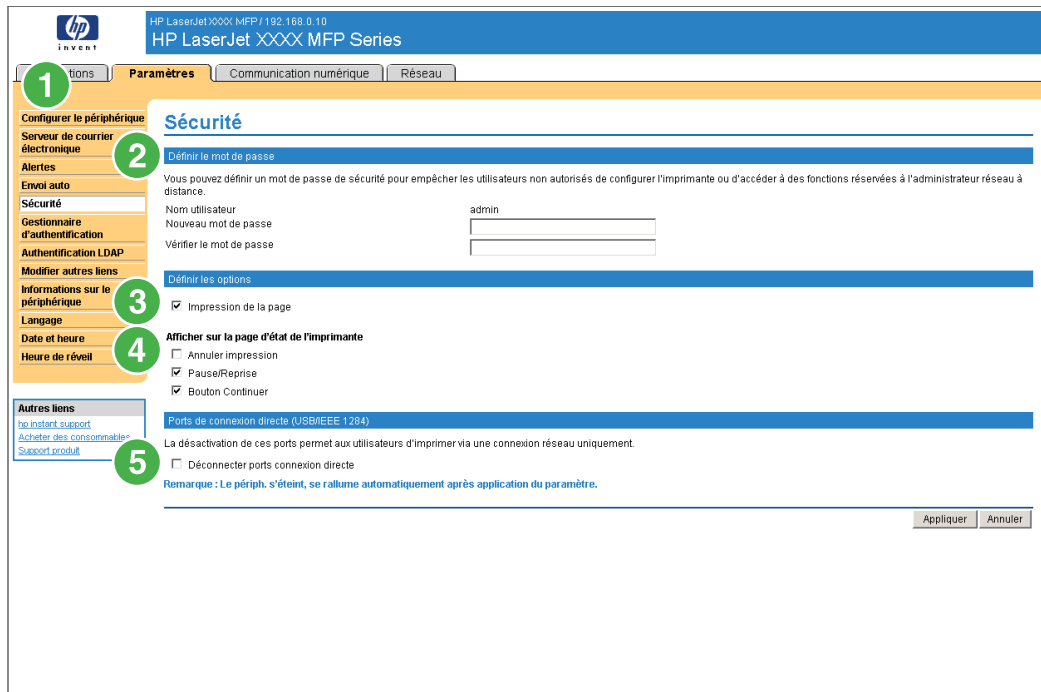 hp
invent
HP LaserJet XXXX MFP / 192.168.0.10
HP LaserJet XXXX MFP Series
1
tions
Paramètres
Communication numérique
Réseau
Configurer le périphérique
Serveur de courrier
électronique
Alertes
Envoi auto
Sécurité
Gestionnaire
d'authentification
Authentification LDAP
Modifier autres liens
Informations sur le
périphérique
Langage
Date et heure
Heure de réveil
Autres liens
hp instant support
Acheter des consommables
Support produit
Sécurité
2
Définir le mot de passe
Vous pouvez définir un mot de passe de sécurité pour empêcher les utilisateurs non autorisés de configurer l'imprimante ou d'accéder à des fonctions réservées à l'administrateur réseau à
distance.
Nom utilisateur admin
Nouveau mot de passe
Vérifier le mot de passe
Définir les options
3
Impression de la page
4
Afficher sur la page d'état de l'imprimante
Annuler impression
Pause/Reprise
Bouton Continuer
Ports de connexion directe (USB/IEEE 1284)
La désactivation de ces ports permet aux utilisateurs d'imprimer via une connexion réseau uniquement.
5
Déconnecter ports connexion directe
Remarque : Le périph. s'éteint, se rallume automatiquement après application du paramètre.
Appliquer
Annuler